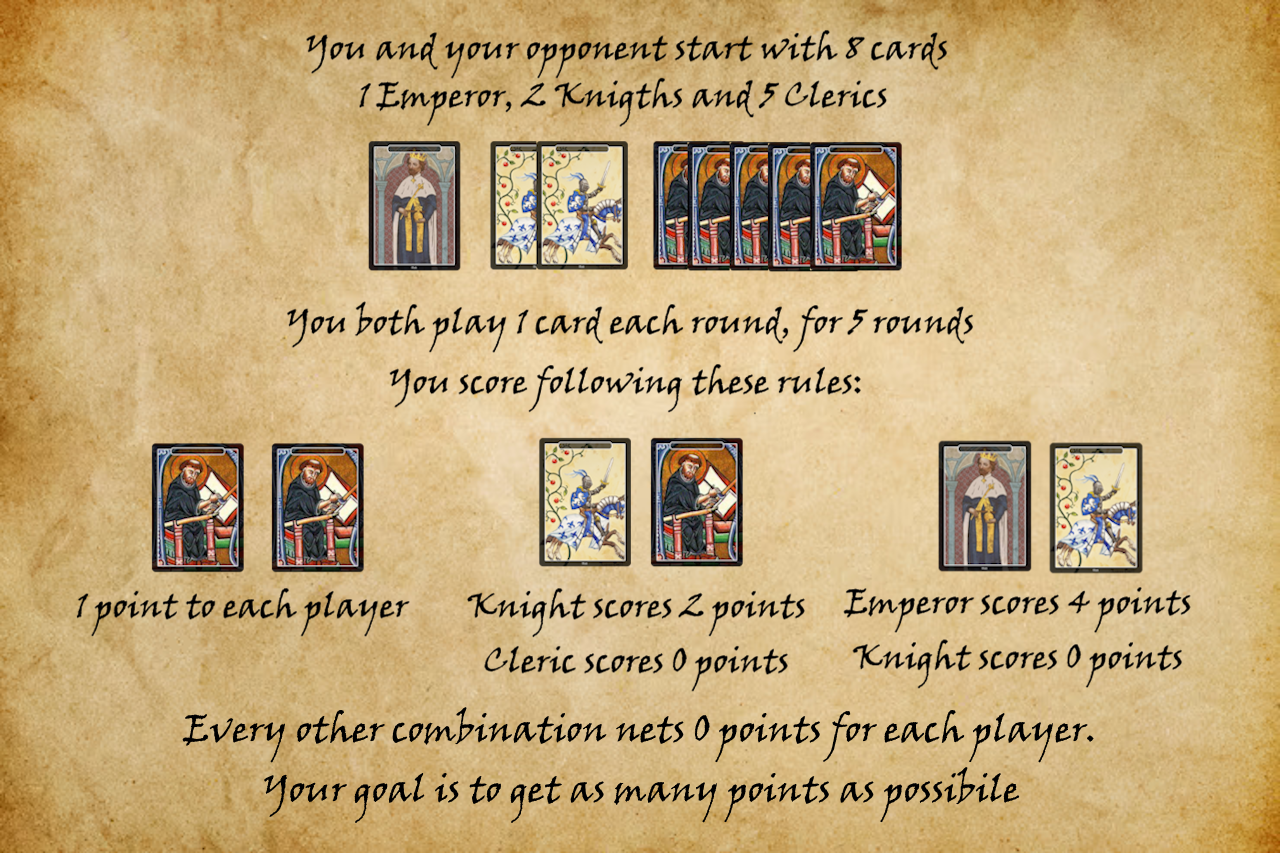 You and your opponent start with 8 cards
1 Emperor, 2 Knigths and 5 Clerics
You both play 1 card each round, for 5 rounds
You score following these rules:
1 point to each player
Knight scores 2 points
Cleric scores 0 points
Emperor scores 4 points
Knight scores 0 points
Every other combination nets 0 points for each player.
Your goal is to get as many points as possibile